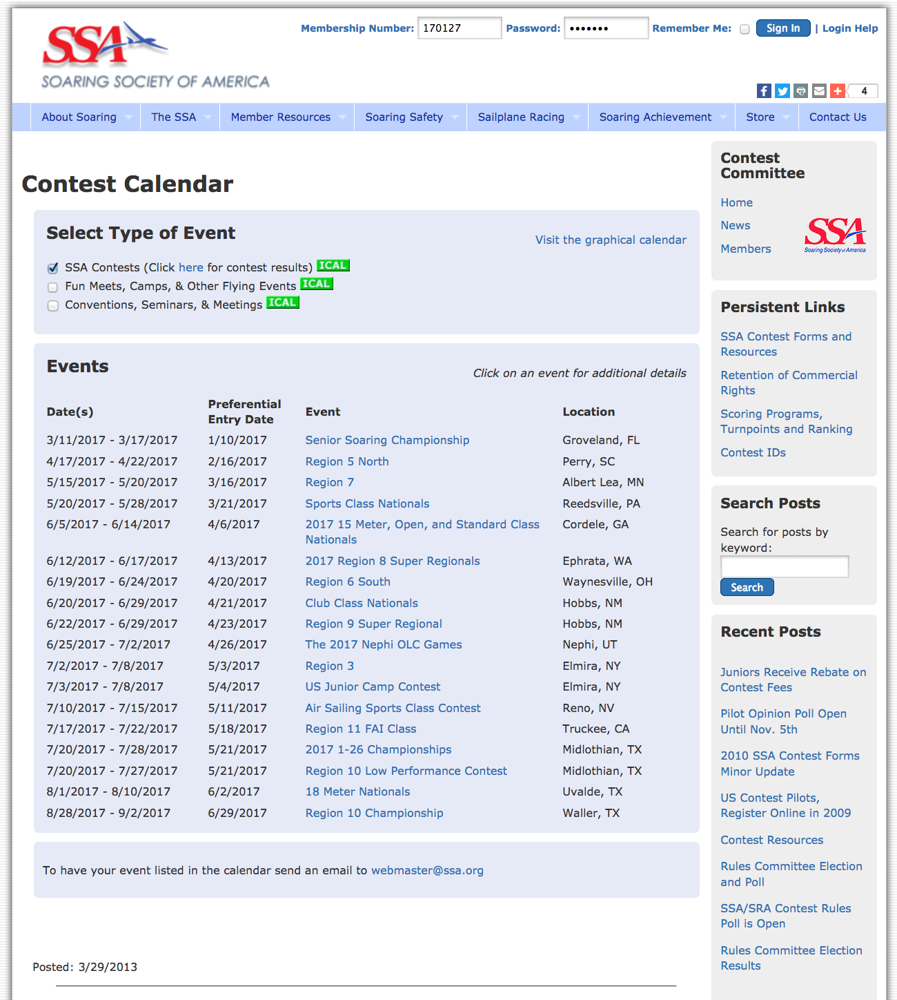 SSA
SOARING SOCIETY OF AMERICA
Membership Number: 170127 Password: ••••••• Remember Me: Sign In | Login Help
4
About Soaring The SSA Member Resources Soaring Safety Sailplane Racing Soaring Achievement Store Contact Us
Contest Calendar
Select Type of Event
Visit the graphical calendar
SSA Contests (Click here for contest results) ICAL
Fun Meets, Camps, & Other Flying Events ICAL
Conventions, Seminars, & Meetings ICAL
Events
Click on an event for additional details
Date(s) Preferential Entry Date Event Location
3/11/2017 - 3/17/2017 1/10/2017 Senior Soaring Championship Groveland, FL
4/17/2017 - 4/22/2017 2/16/2017 Region 5 North Perry, SC
5/15/2017 - 5/20/2017 3/16/2017 Region 7 Albert Lea, MN
5/20/2017 - 5/28/2017 3/21/2017 Sports Class Nationals Reedsville, PA
6/5/2017 - 6/14/2017 4/6/2017 2017 15 Meter, Open, and Standard Class Cordele, GA
Nationals
6/12/2017 - 6/17/2017 4/13/2017 2017 Region 8 Super Regionals Ephrata, WA
6/19/2017 - 6/24/2017 4/20/2017 Region 6 South Waynesville, OH
6/20/2017 - 6/29/2017 4/21/2017 Club Class Nationals Hobbs, NM
6/22/2017 - 6/29/2017 4/23/2017 Region 9 Super Regional Hobbs, NM
6/25/2017 - 7/2/2017 4/26/2017 The 2017 Nephi OLC Games Nephi, UT
7/2/2017 - 7/8/2017 5/3/2017 Region 3 Elmira, NY
7/3/2017 - 7/8/2017 5/4/2017 US Junior Camp Contest Elmira, NY
7/10/2017 - 7/15/2017 5/11/2017 Air Sailing Sports Class Contest Reno, NV
7/17/2017 - 7/22/2017 5/18/2017 Region 11 FAI Class Truckee, CA
7/20/2017 - 7/28/2017 5/21/2017 2017 1-26 Championships Midlothian, TX
7/20/2017 - 7/27/2017 5/21/2017 Region 10 Low Performance Contest Midlothian, TX
8/1/2017 - 8/10/2017 6/2/2017 18 Meter Nationals Uvalde, TX
8/28/2017 - 9/2/2017 6/29/2017 Region 10 Championship Waller, TX
To have your event listed in the calendar send an email to webmaster@ssa.org
Posted: 3/29/2013
Contest
Committee
Home
News
Members
SSA
Soaring Society of America
Persistent Links
SSA Contest Forms and
Resources
Retention of Commercial
Rights
Scoring Programs,
Turnpoints and Ranking
Contest IDs
Search Posts
Search for posts by
keyword:
Search
Recent Posts
Juniors Receive Rebate on
Contest Fees
Pilot Opinion Poll Open
Until Nov. 5th
2010 SSA Contest Forms
Minor Update
US Contest Pilots,
Register Online in 2009
Contest Resources
Rules Committee Election
and Poll
SSA/SRA Contest Rules
Poll is Open
Rules Committee Election
Results